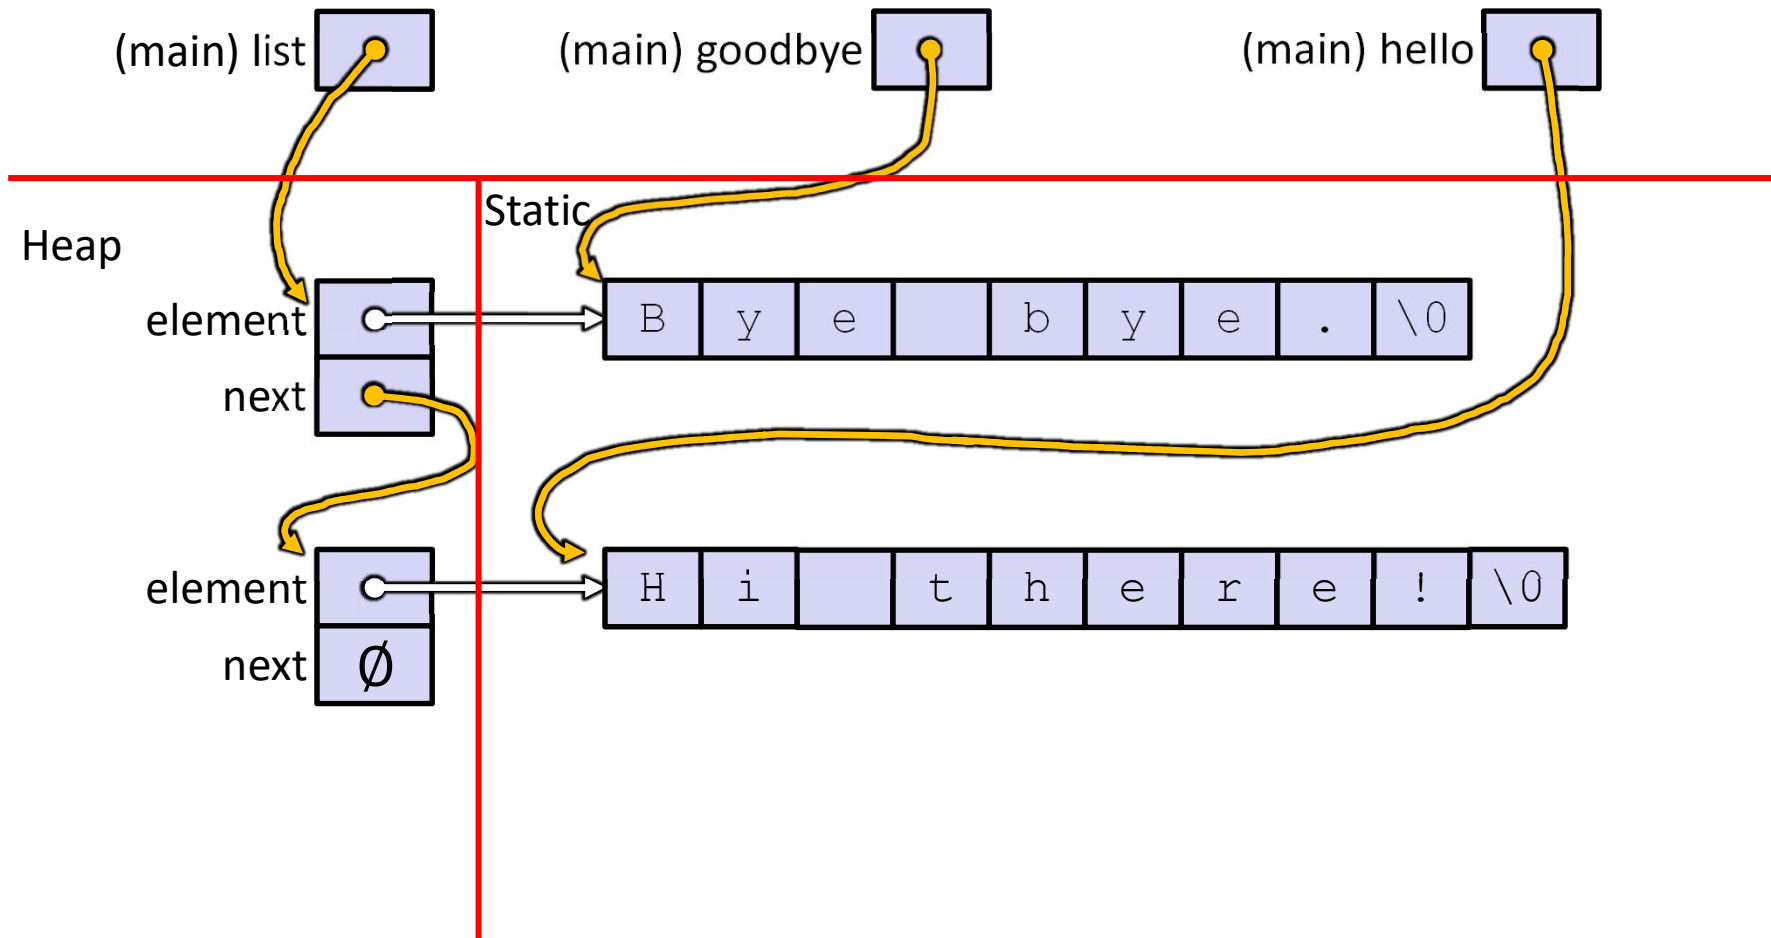 (main) list (main) goodbye (main) hello
Static
Heap
element B y e b y e . \0
next
element H i t h e r e ! \0
next Ø